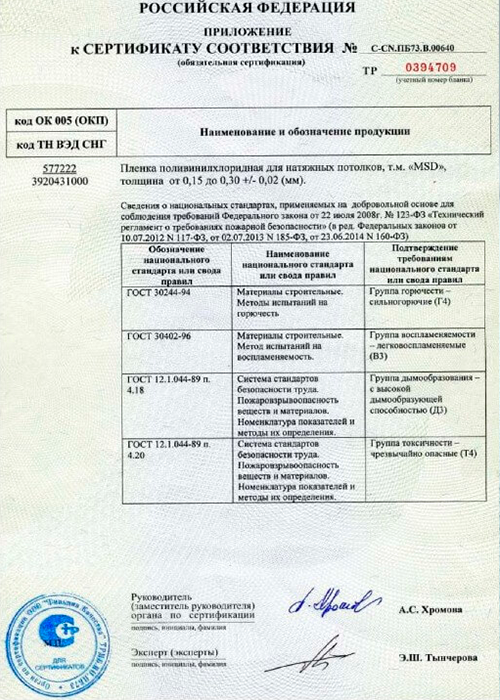 РОССИЙСКАЯ ФЕДЕРАЦИЯ
ПРИЛОЖЕНИЕ
к СЕРТИФИКАТУ СООТВЕТСТВИЯ № C-CN.ПБ73.В.00640
(обязательная сертификация)
ТР 0394709
(учетный номер бланка)
код ОК 005 (ОКП)
код ТН ВЭД СНГ
Наименование и обозначение продукции
577222
3920431000
Пленка поливинилхлоридная для натяжных потолков, т.м. «MSD»,
толщина от 0,15 до 0,30 +/- 0,02 (мм).
Сведения о национальных стандартах, применяемых на добровольной основе для
соблюдения требований Федерального закона от 22 июля 2008г. № 123-ФЗ «Технический
регламент о требованиях пожарной безопасности» (в ред. Федеральных законов от
10.07.2012 N 117-ФЗ, от 02.07.2013 N 185-ФЗ, от 23.06.2014 N 160-ФЗ)
Обозначение
национального
стандарта или свода
правил
Наименование
национального стандарта
или свода правил
Подтверждение
требованиям
национального стандарта
или свода правил
ГОСТ 30244-94
Материалы строительные.
Методы испытаний на
горючесть
Группа горючести –
сильногорючие (Г4)
ГОСТ 30402-96
Материалы строительные.
Метод испытаний на
воспламеняемость.
Группа воспламеняемости
– легковоспламеняемые
(В3)
ГОСТ 12.1.044-89 п.
4.18
Система стандартов
безопасности труда.
Пожаровзрывоопасность
веществ и материалов.
Номенклатура показателей и
методы их определения.
Группа дымообразования –
с высокой
дымообразующей
способностью (Д3)
ГОСТ 12.1.044-89 п.
4.20
Система стандартов
безопасности труда.
Пожаровзрывоопасность
веществ и материалов.
Номенклатура показателей и
методы их определения.
Группа токсичности –
чрезвычайно опасные (Т4)
Руководитель
(заместитель руководителя)
органа по сертификации
подпись, инициалы, фамилия
А.С. Хромова
Эксперт (эксперты)
подпись, инициалы, фамилия
Э.Ш. Тынчерова
М.П.
ДЛЯ
СЕРТИФИКАТОВ